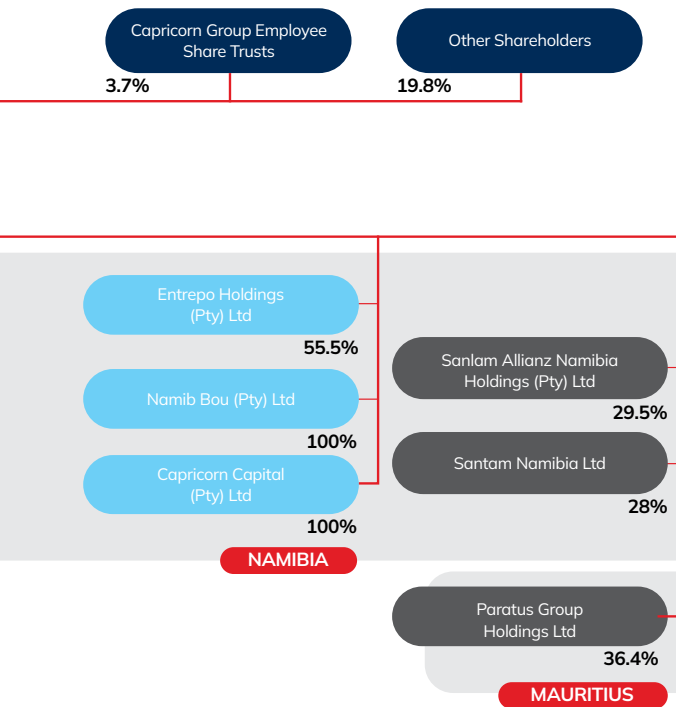 Capricorn Group Employee
Share Trusts
3.7%
Other Shareholders
19.8%
Entrepo Holdings
(Pty) Ltd
55.5%
Namib Bou (Pty) Ltd
100%
Capricorn Capital
(Pty) Ltd
100%
NAMIBIA
Sanlam Allianz Namibia
Holdings (Pty) Ltd
29.5%
Santam Namibia Ltd
28%
Paratus Group
Holdings Ltd
36.4%
MAURITIUS